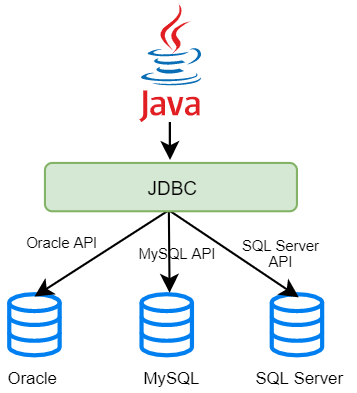 Java
JDBC
Oracle API
MySQL API
SQL Server
API
Oracle
MySQL
SQL Server